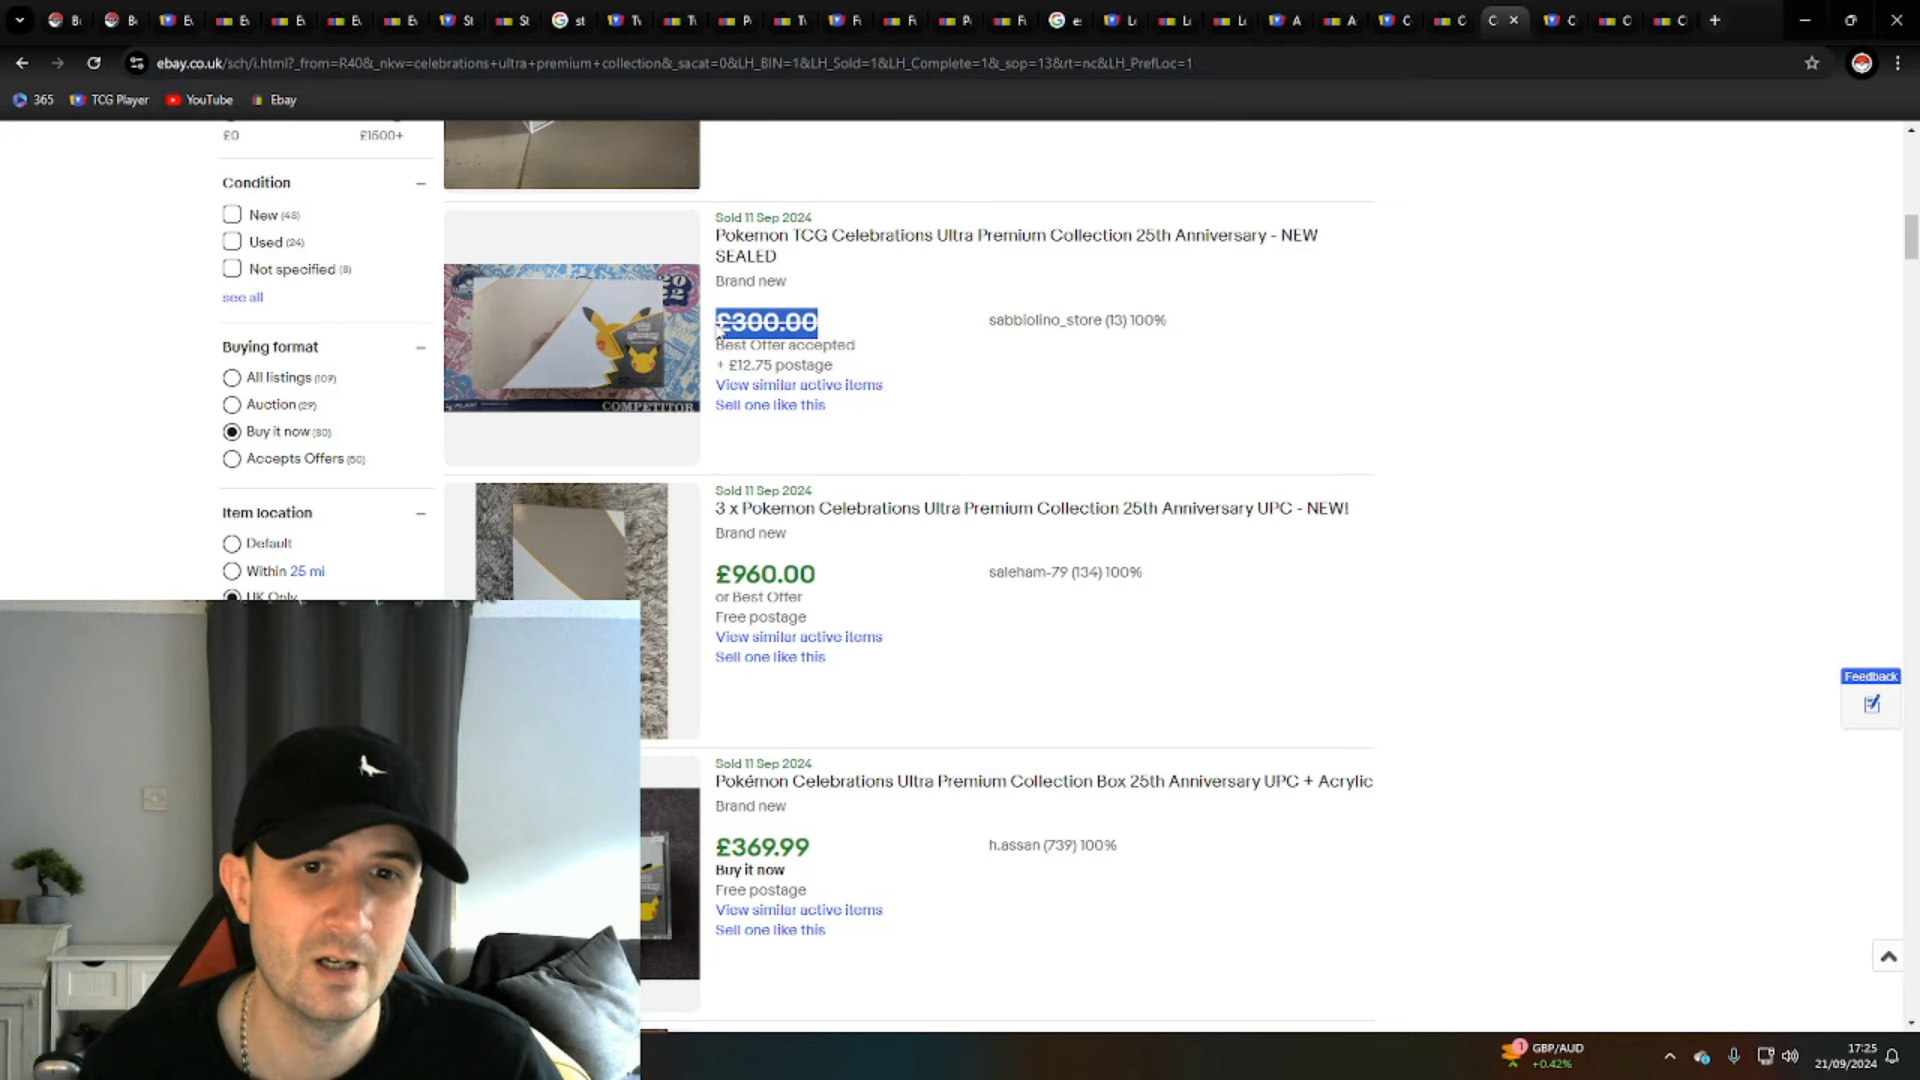 ebay.co.uk/sch/i.html?_from=R40&_nkw=celebrations+ultra+premium+collection&_sacat=0&LH_BIN=1&LH_Sold=1&LH_Complete=1&_sop=13&rt=nc&LH_PrefLoc=1
365 TCG Player YouTube Ebay
£0 £1500+
Condition
New (48)
Used (24)
Not specified (8)
see all
Buying format
All listings (109)
Auction (29)
Buy it now (80)
Accepts Offers (50)
Item location
Default
Within 25 mi
UK Only
Sold 11 Sep 2024
Pokemon TCG Celebrations Ultra Premium Collection 25th Anniversary - NEW
SEALED
Brand new
£300.00 sabbiolino_store (13) 100%
Best Offer accepted
+ £12.75 postage
View similar active items
Sell one like this
2022
COMPETITOR
Sold 11 Sep 2024
3 x Pokemon Celebrations Ultra Premium Collection 25th Anniversary UPC - NEW!
Brand new
£960.00 saleham-79 (134) 100%
or Best Offer
Free postage
View similar active items
Sell one like this
Sold 11 Sep 2024
Pokémon Celebrations Ultra Premium Collection Box 25th Anniversary UPC + Acrylic
Brand new
£369.99 h.assan (739) 100%
Buy it now
Free postage
View similar active items
Sell one like this
Feedback
1 GBP/AUD
+0.42%
17:25
21/09/2024